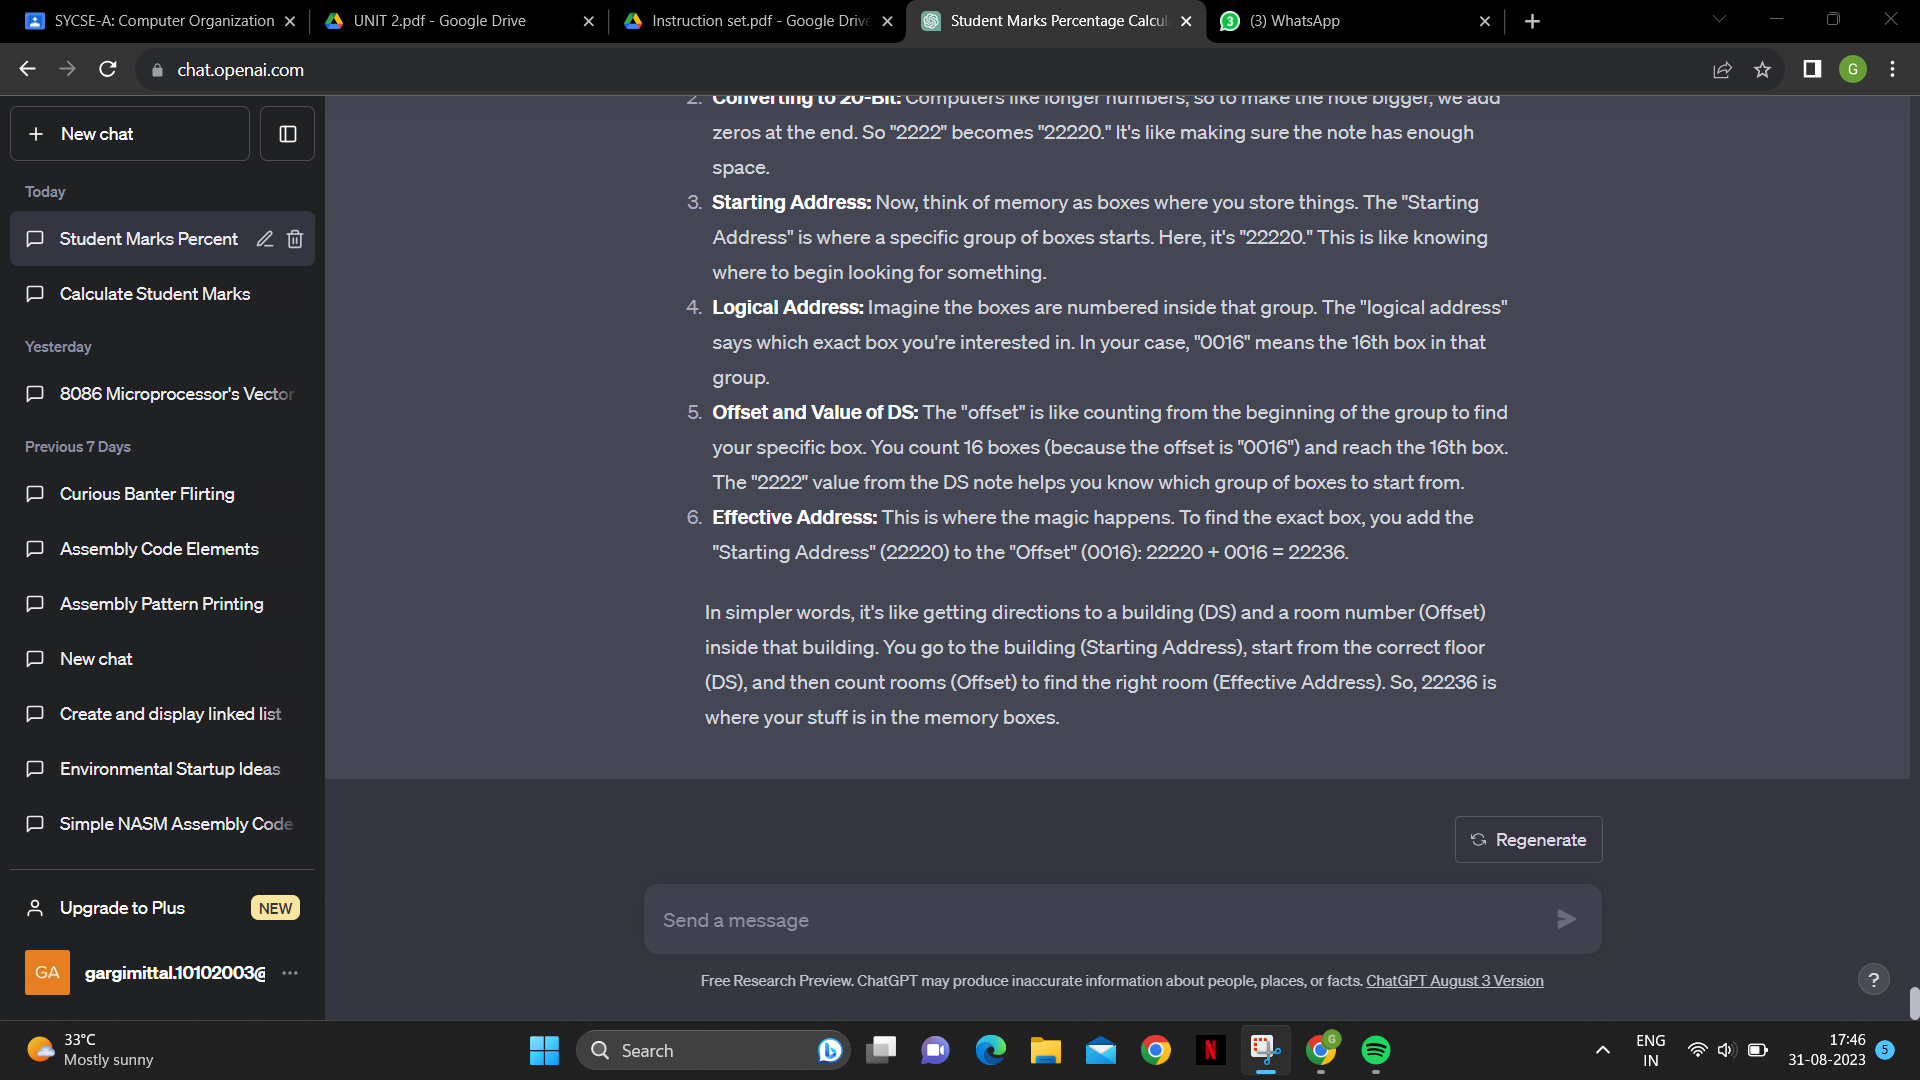 SYCSE-A: Computer Organization
UNIT 2.pdf - Google Drive
Instruction set.pdf - Google Drive
Student Marks Percentage Calcul
(3) WhatsApp
chat.openai.com
G
New chat
Today
Student Marks Percent
Calculate Student Marks
Yesterday
8086 Microprocessor's Vector
Previous 7 Days
Curious Banter Flirting
Assembly Code Elements
Assembly Pattern Printing
New chat
Create and display linked list
Environmental Startup Ideas
Simple NASM Assembly Code
Upgrade to Plus NEW
GA gargimittal.10102003@
2. Converting to 20-Bit: Computers like longer numbers, so to make the note bigger, we add
zeros at the end. So "2222" becomes "22220." It's like making sure the note has enough
space.
3. Starting Address: Now, think of memory as boxes where you store things. The "Starting
Address" is where a specific group of boxes starts. Here, it's "22220." This is like knowing
where to begin looking for something.
4. Logical Address: Imagine the boxes are numbered inside that group. The "logical address"
says which exact box you're interested in. In your case, "0016" means the 16th box in that
group.
5. Offset and Value of DS: The "offset" is like counting from the beginning of the group to find
your specific box. You count 16 boxes (because the offset is "0016") and reach the 16th box.
The "2222" value from the DS note helps you know which group of boxes to start from.
6. Effective Address: This is where the magic happens. To find the exact box, you add the
"Starting Address" (22220) to the "Offset" (0016): 22220 + 0016 = 22236.
In simpler words, it's like getting directions to a building (DS) and a room number (Offset)
inside that building. You go to the building (Starting Address), start from the correct floor
(DS), and then count rooms (Offset) to find the right room (Effective Address). So, 22236 is
where your stuff is in the memory boxes.
Regenerate
Send a message
Free Research Preview. ChatGPT may produce inaccurate information about people, places, or facts. ChatGPT August 3 Version
?
33°C
Mostly sunny
Search
N
G
ENG
IN
17:46
31-08-2023
5